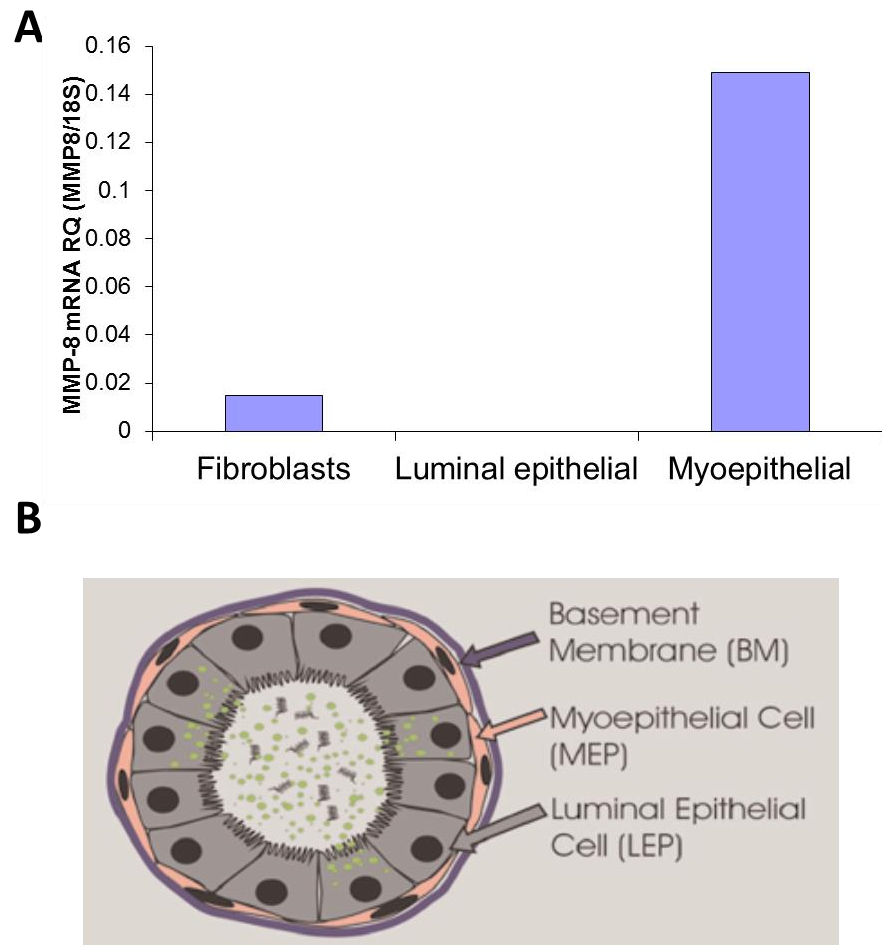 A
MMP-8 mRNA RQ (MMP8/18S)
0.16
0.14
0.12
0.1
0.08
0.06
0.04
0.02
0
Fibroblasts
Luminal epithelial
Myoepithelial
B
Basement
Membrane (BM)
Myoepithelial Cell
(MEP)
Luminal Epithelial
Cell (LEP)